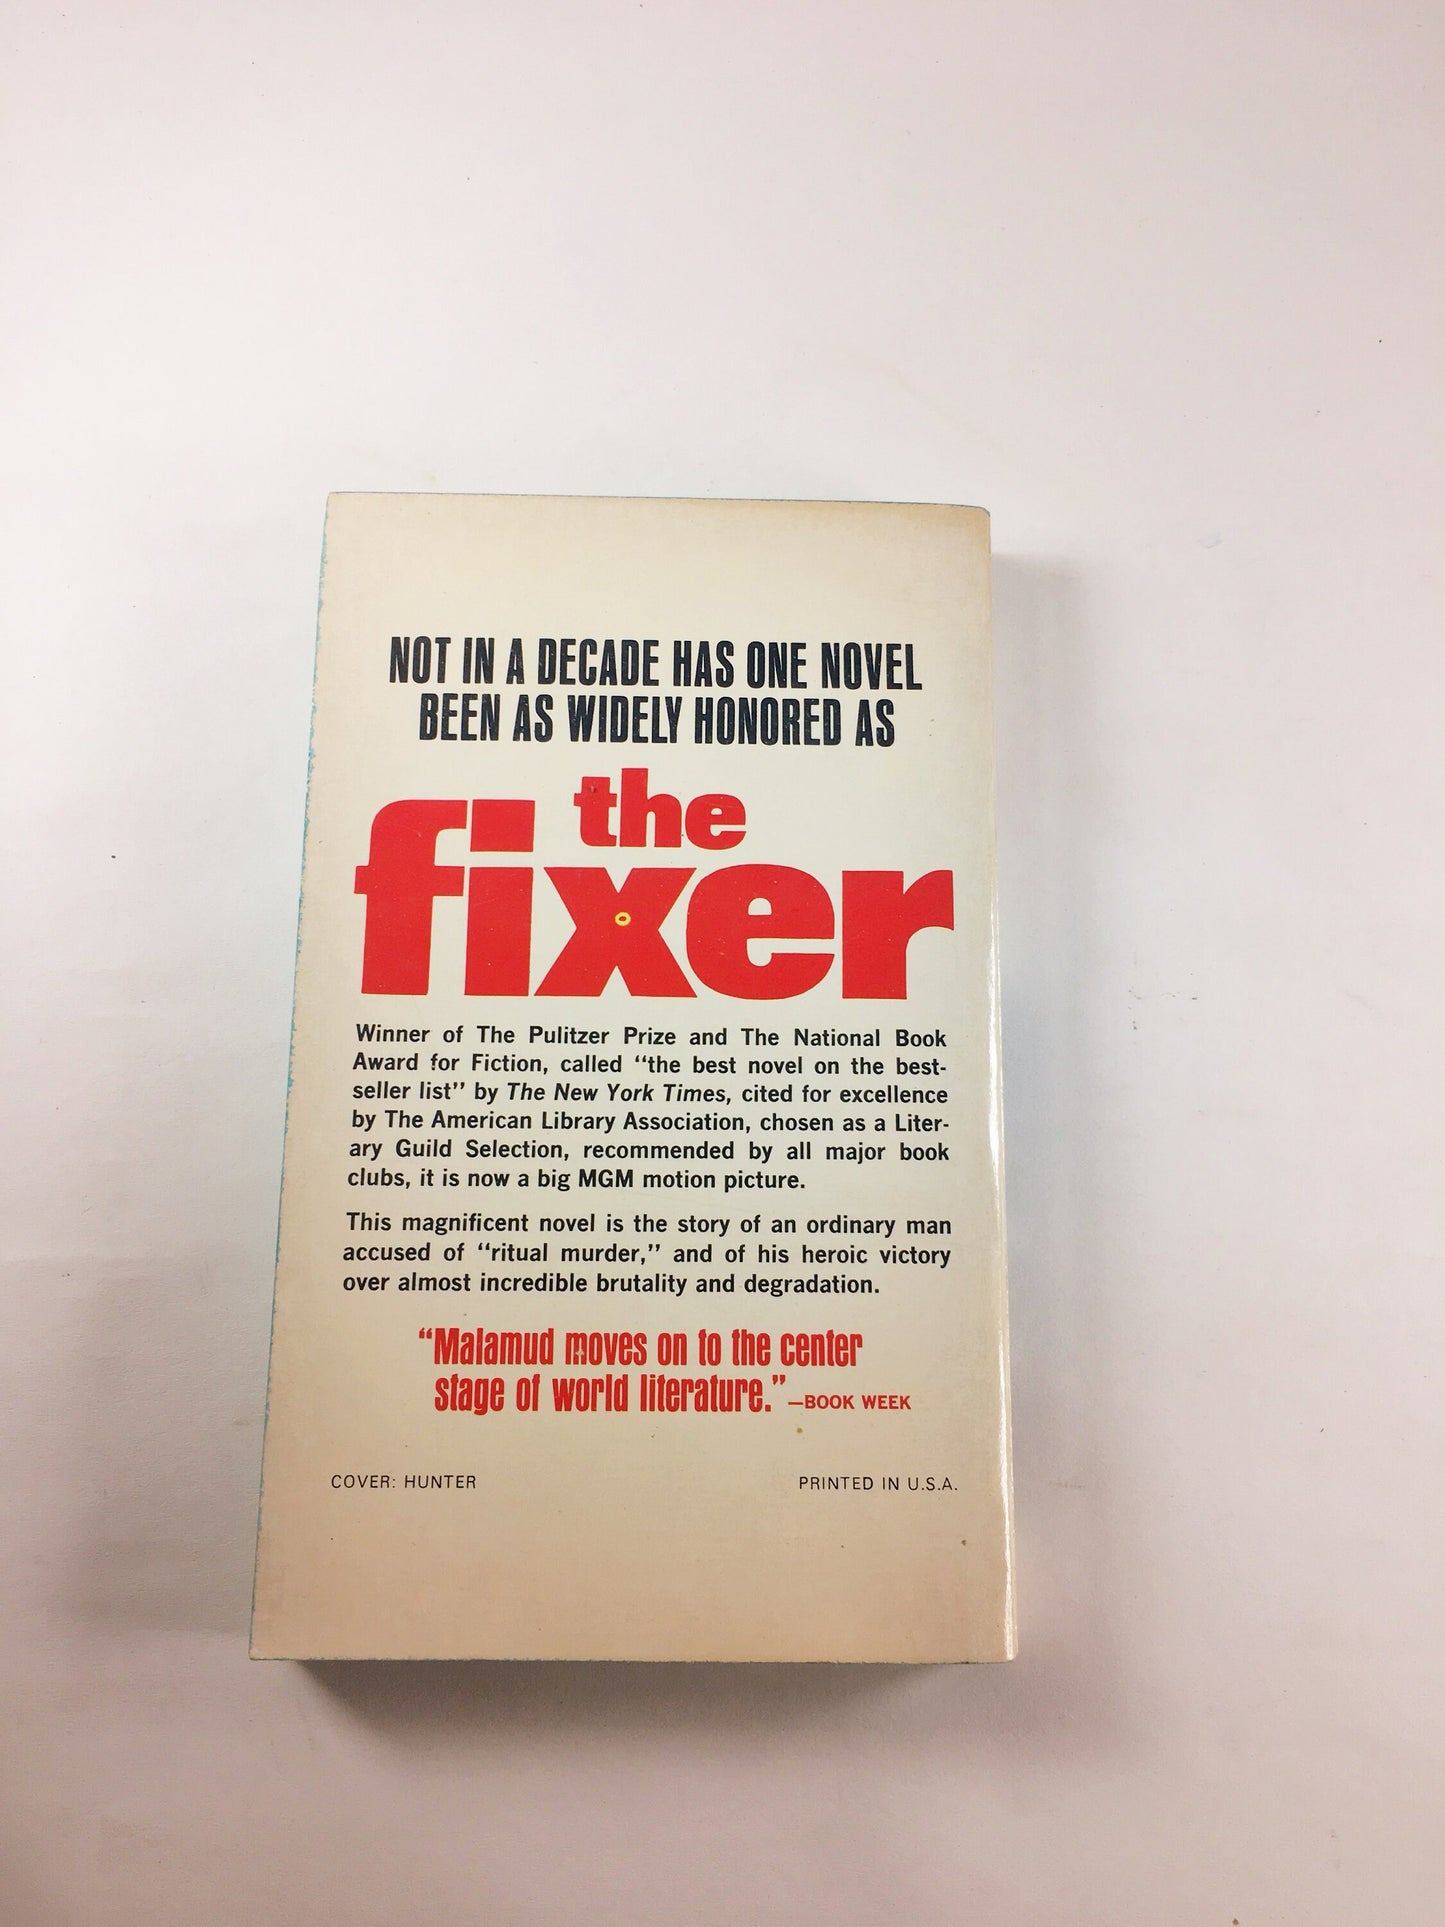 NOT IN A DECADE HAS ONE NOVEL
BEEN AS WIDELY HONORED AS
the
fixer
Winner of The Pulitzer Prize and The National Book
Award for Fiction, called “the best novel on the best-
seller list” by The New York Times, cited for excellence
by The American Library Association, chosen as a Liter-
ary Guild Selection, recommended by all major book
clubs, it is now a big MGM motion picture.
This magnificent novel is the story of an ordinary man
accused of “ritual murder,” and of his heroic victory
over almost incredible brutality and degradation.
“Malamud moves on to the center
stage of world literature.” —BOOK WEEK
COVER: HUNTER
PRINTED IN U.S.A.